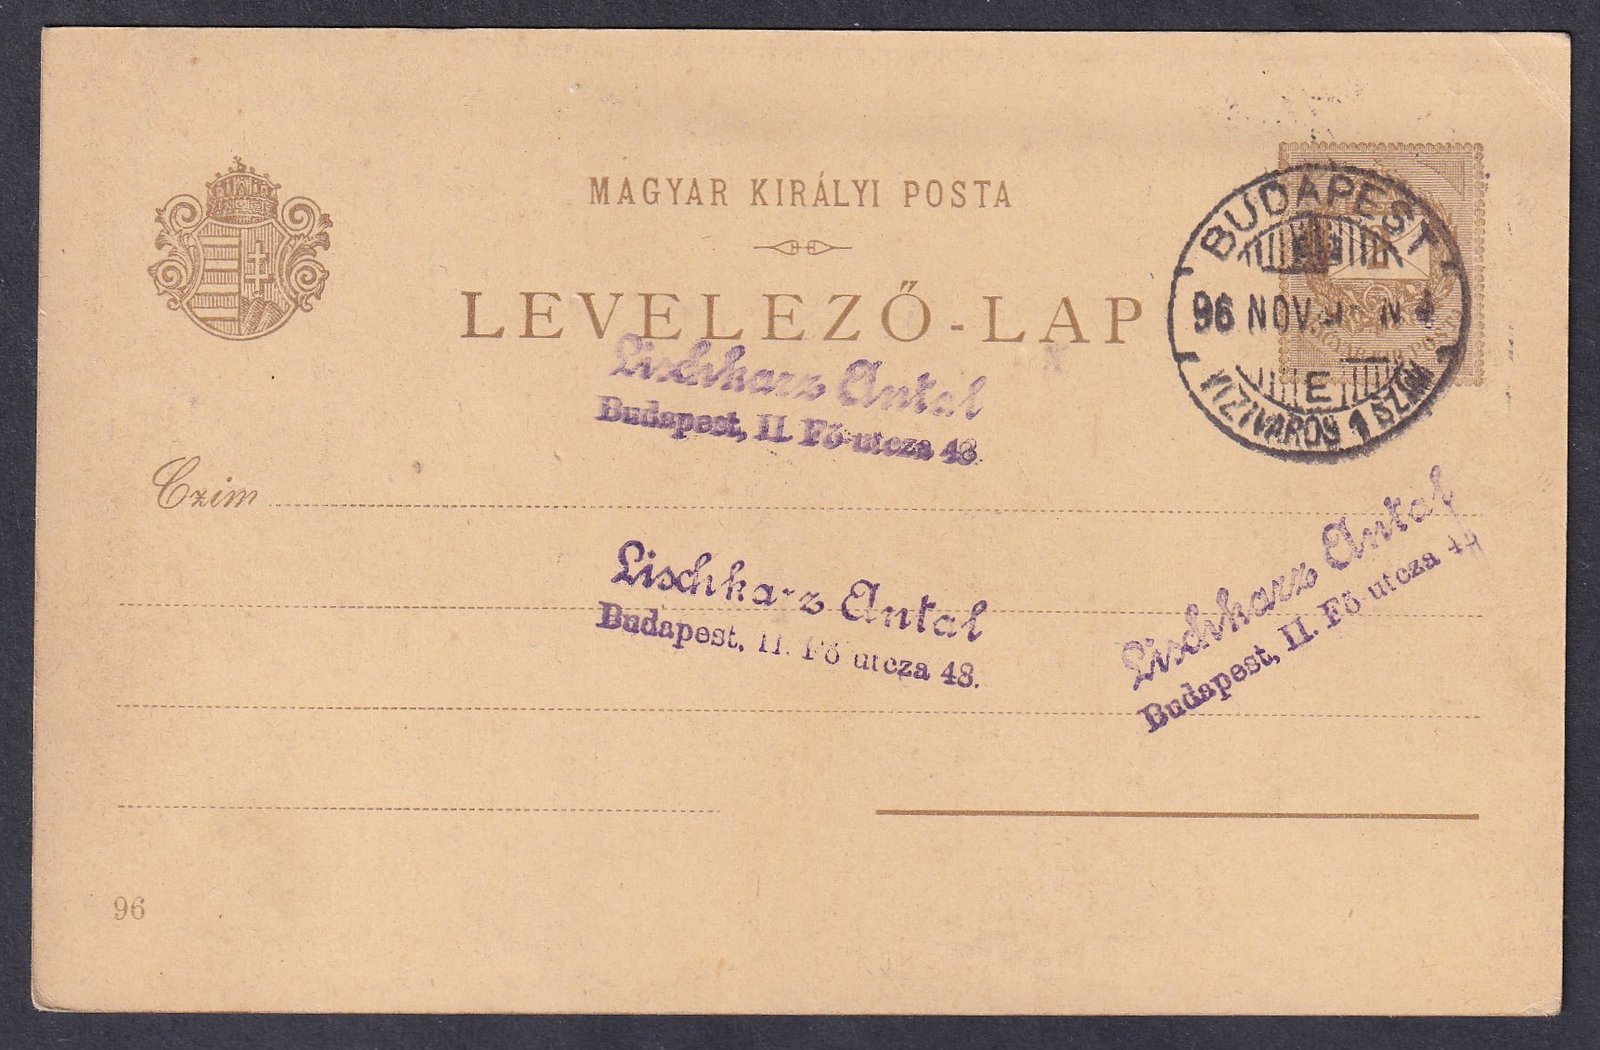 MAGYAR KIRÁLYI POSTA
LEVELEZŐ-LAP
BUDAPEST
96 NOV.
E
VIZIVÁROS 1 SZÁM
Lischkarz Antal
Budapest, II. Fő-utcza 48.
Czim
Lischkarz Antal
Budapest, II. Fő utcza 48.
Lischkarz Antal
Budapest, II. Fő-utcza
96